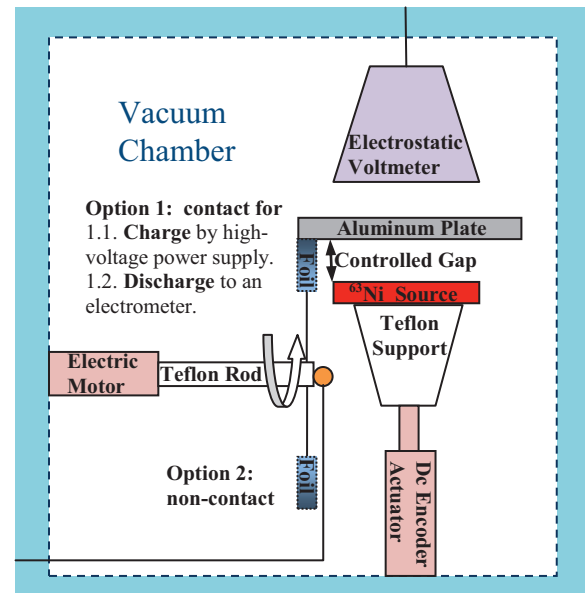 Vacuum
Chamber
Electrostatic
Voltmeter
Option 1: contact for
1.1. Charge by high-
voltage power supply.
1.2. Discharge to an
electrometer.
Aluminum Plate
Foil
Controlled Gap
⁶³Ni Source
Teflon
Support
Electric
Motor
Teflon Rod
Option 2:
non-contact
Foil
Dc Encoder
Actuator